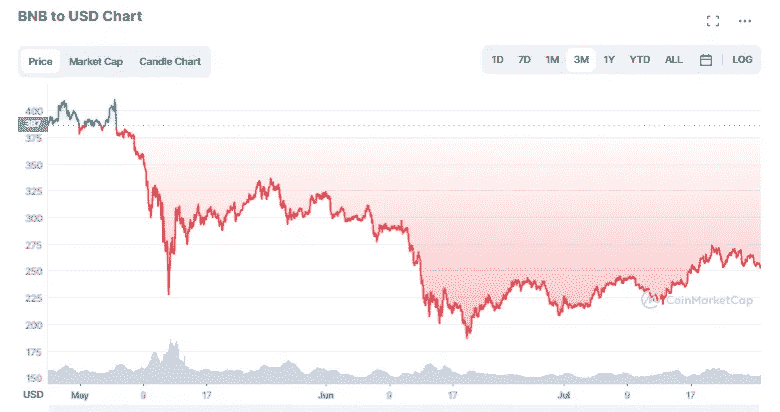 BNB to USD Chart
Price Market Cap Candle Chart 1D 7D 1M 3M 1Y YTD ALL LOG
400
375
350
325
300
275
250
225
200
175
150
CoinMarketCap
USD May 9 17 Jun 9 17 Jul 9 17